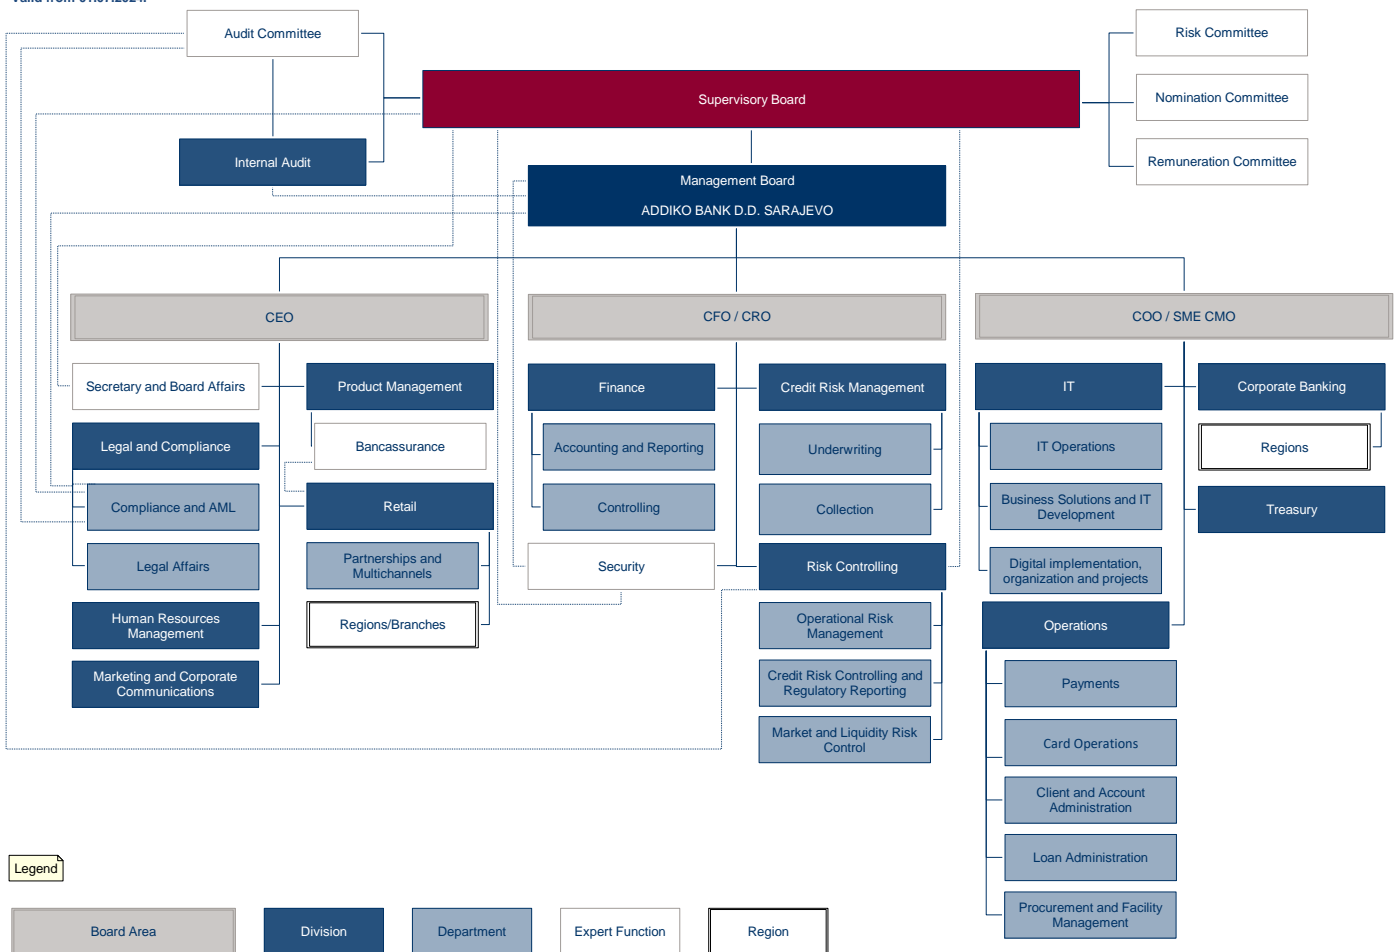 Audit Committee
Risk Committee
Supervisory Board
Nomination Committee
Internal Audit
Remuneration Committee
Management Board
ADDIKO BANK D.D. SARAJEVO
CEO
CFO / CRO
COO / SME CMO
Secretary and Board Affairs
Product Management
Legal and Compliance
Bancassurance
Compliance and AML
Retail
Legal Affairs
Partnerships and
Multichannels
Human Resources
Management
Regions/Branches
Marketing and Corporate
Communications
Finance
Credit Risk Management
Accounting and Reporting
Underwriting
Controlling
Collection
Security
Risk Controlling
Operational Risk
Management
Credit Risk Controlling and
Regulatory Reporting
Market and Liquidity Risk
Control
IT
Corporate Banking
IT Operations
Regions
Business Solutions and IT
Development
Treasury
Digital implementation,
organization and projects
Operations
Payments
Card Operations
Client and Account
Administration
Loan Administration
Procurement and Facility
Management
Legend
Board Area
Division
Department
Expert Function
Region